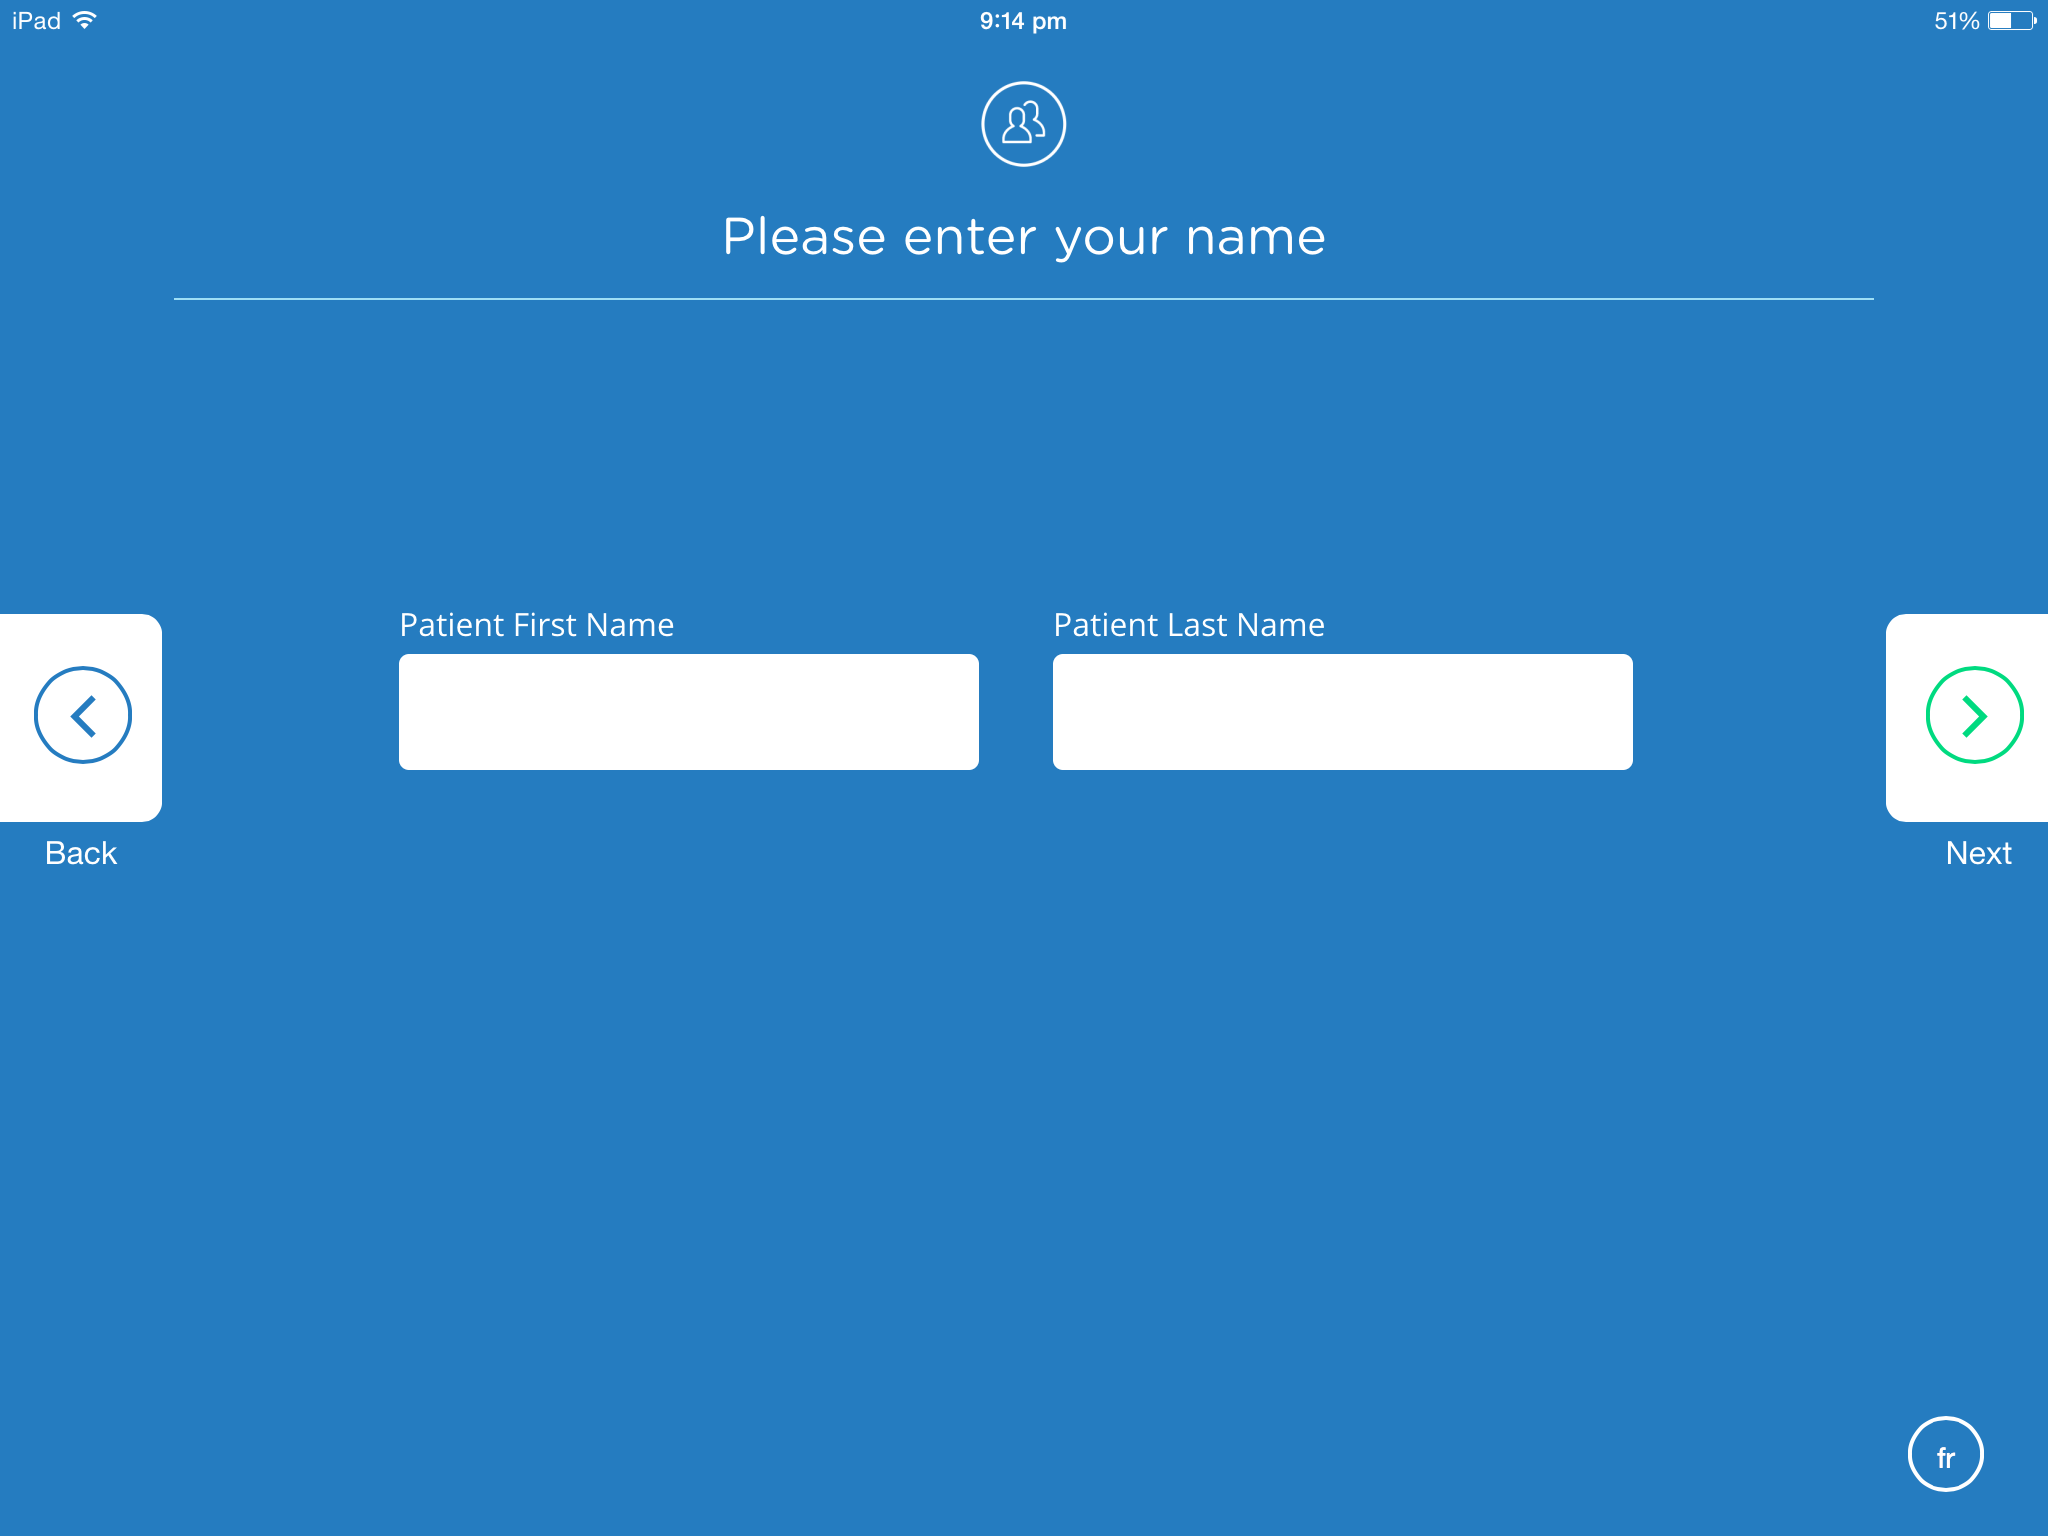 iPad
9:14 pm
51%
Please enter your name
Patient First Name
Patient Last Name
Back
Next
fr